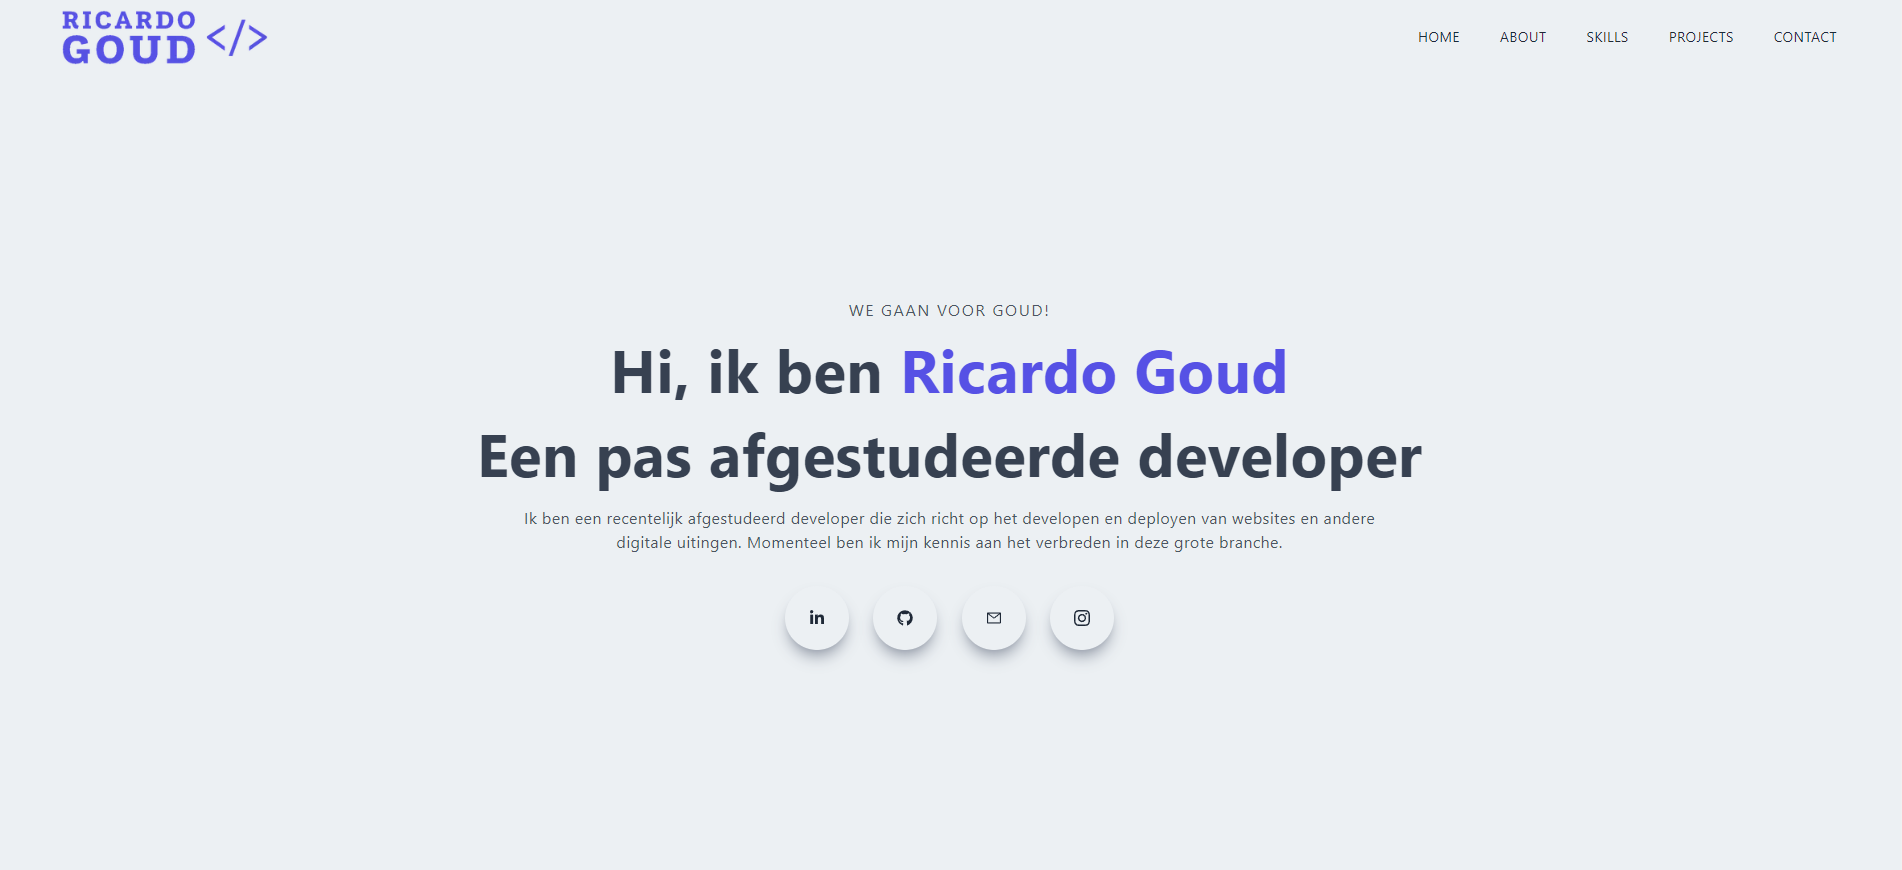 RICARDO
GOUD </>
HOME ABOUT SKILLS PROJECTS CONTACT
WE GAAN VOOR GOUD!
Hi, ik ben Ricardo Goud
Een pas afgestudeerde developer
Ik ben een recentelijk afgestudeerd developer die zich richt op het developen en deployen van websites en andere
digitale uitingen. Momenteel ben ik mijn kennis aan het verbreden in deze grote branche.
in